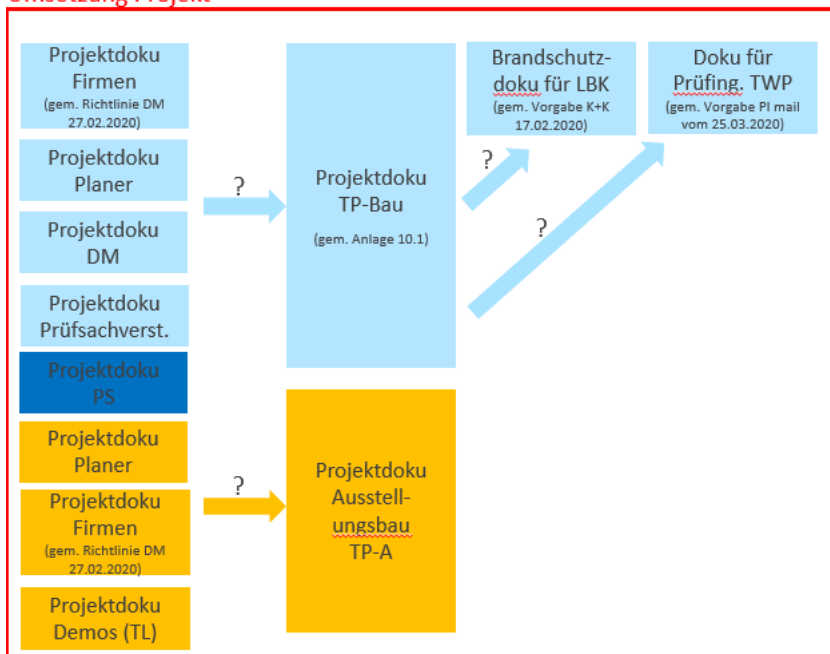 Umsetzung Projekt
Projektdoku
Firmen
(gem. Richtlinie DM
27.02.2020)
Projektdoku
Planer
Projektdoku
DM
Projektdoku
Prüfsachverst.
Projektdoku
PS
Projektdoku
Planer
Projektdoku
Firmen
(gem. Richtlinie DM
27.02.2020)
Projektdoku
Demos (TL)
?
?
Projektdoku
TP-Bau
(gem. Anlage 10.1)
Projektdoku
Ausstell-
ungsbau
TP-A
?
?
Brandschutz-
doku für LBK
(gem. Vorgabe K+K
17.02.2020)
Doku für
Prüfing. TWP
(gem. Vorgabe PI mail
vom 25.03.2020)